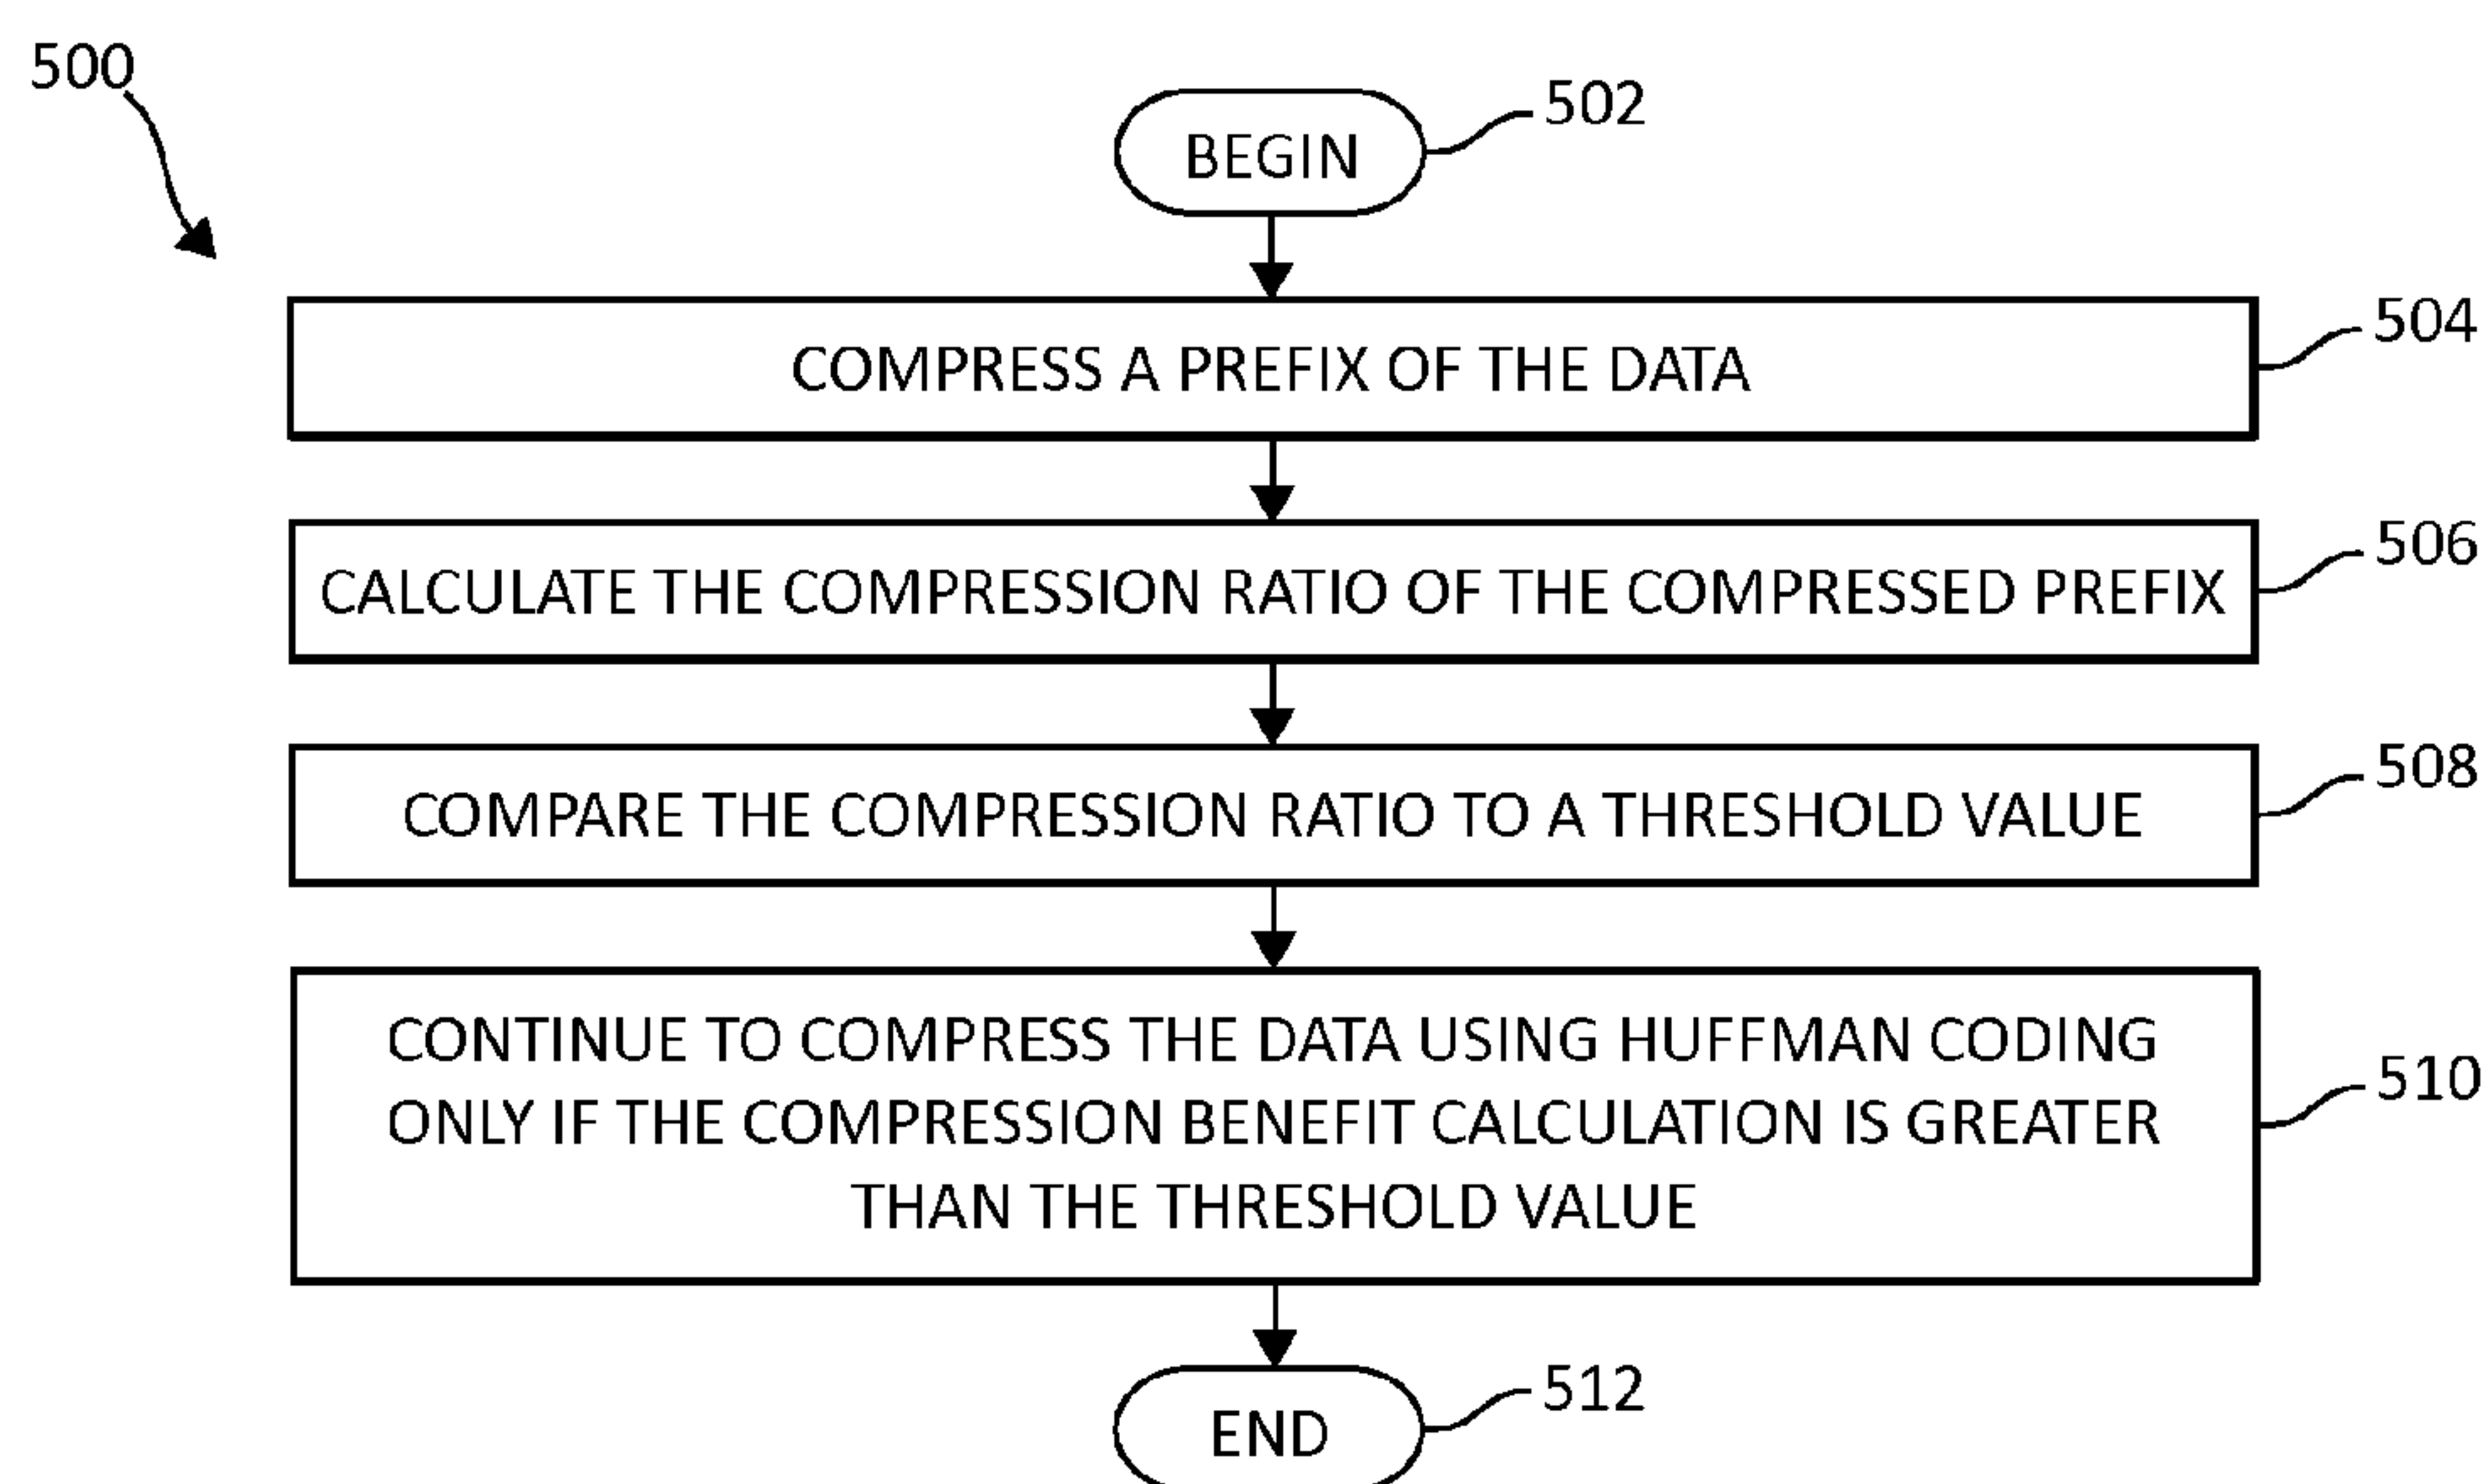 500
BEGIN
502
COMPRESS A PREFIX OF THE DATA
504
CALCULATE THE COMPRESSION RATIO OF THE COMPRESSED PREFIX
506
COMPARE THE COMPRESSION RATIO TO A THRESHOLD VALUE
508
CONTINUE TO COMPRESS THE DATA USING HUFFMAN CODING
ONLY IF THE COMPRESSION BENEFIT CALCULATION IS GREATER
THAN THE THRESHOLD VALUE
510
END
512